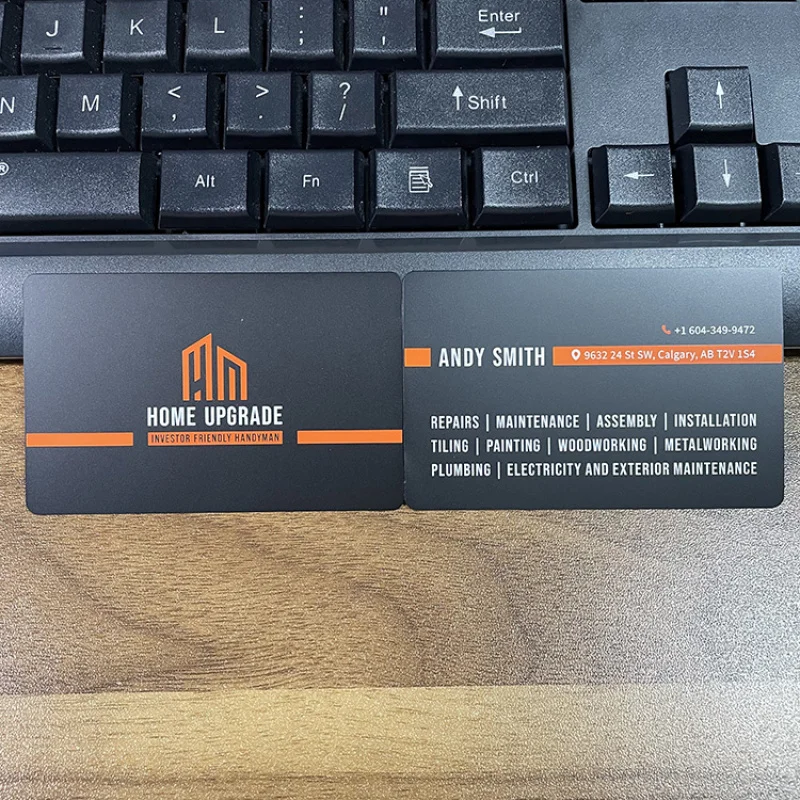 J K L : ; " ' Enter
N M < , > . ? / Shift
® Alt Fn Ctrl
HOME UPGRADE
INVESTOR FRIENDLY HANDYMAN
+1 604-349-9472
ANDY SMITH 9632 24 St SW, Calgary, AB T2V 1S4
REPAIRS | MAINTENANCE | ASSEMBLY | INSTALLATION
TILING | PAINTING | WOODWORKING | METALWORKING
PLUMBING | ELECTRICITY AND EXTERIOR MAINTENANCE